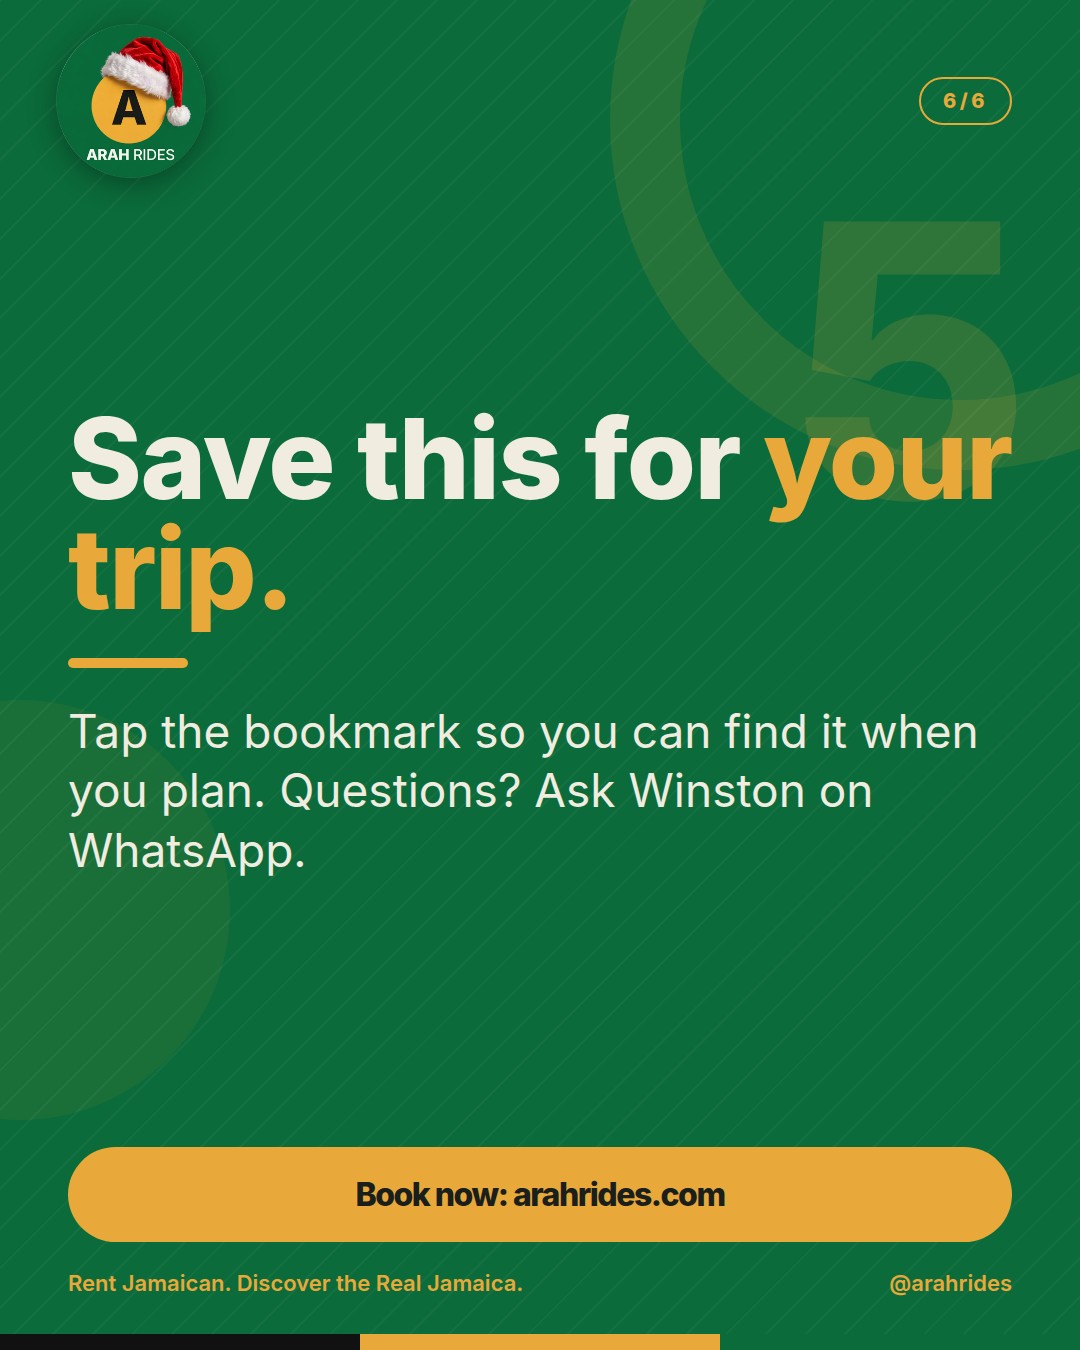 A
ARAH RIDES
6/6
5
Save this for your
trip.
Tap the bookmark so you can find it when
you plan. Questions? Ask Winston on
WhatsApp.
Book now: arahrides.com
Rent Jamaican. Discover the Real Jamaica.
@arahrides